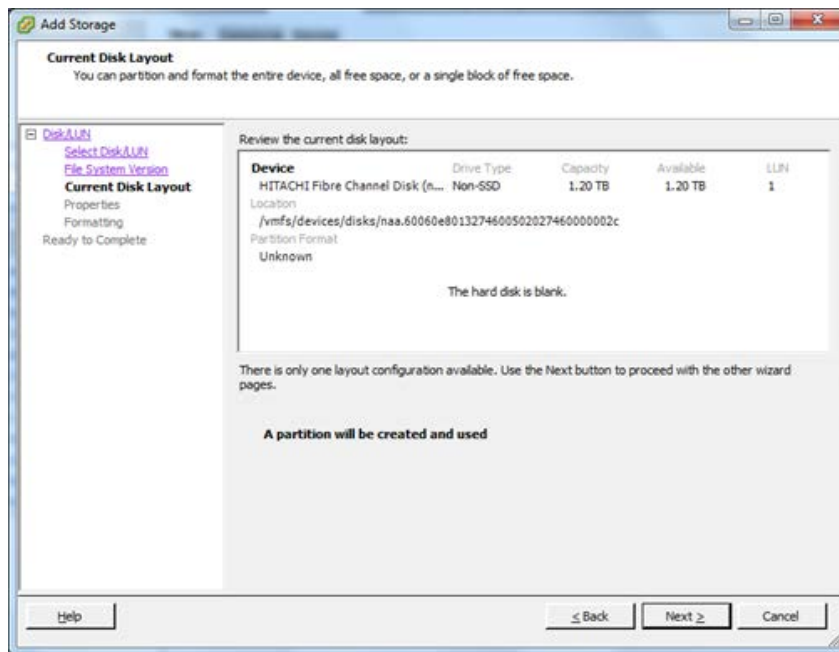 Add Storage
Current Disk Layout
You can partition and format the entire device, all free space, or a single block of free space.
Disk/LUN
Select Disk/LUN
File System Version
Current Disk Layout
Properties
Formatting
Ready to Complete
Review the current disk layout:
Device Drive Type Capacity Available LUN
HITACHI Fibre Channel Disk (n... Non-SSD 1.20 TB 1.20 TB 1
Location
/vmfs/devices/disks/naa.60060e8013274600502027460000002c
Partition Format
Unknown
The hard disk is blank.
There is only one layout configuration available. Use the Next button to proceed with the other wizard
pages.
A partition will be created and used
Help
< Back
Next >
Cancel